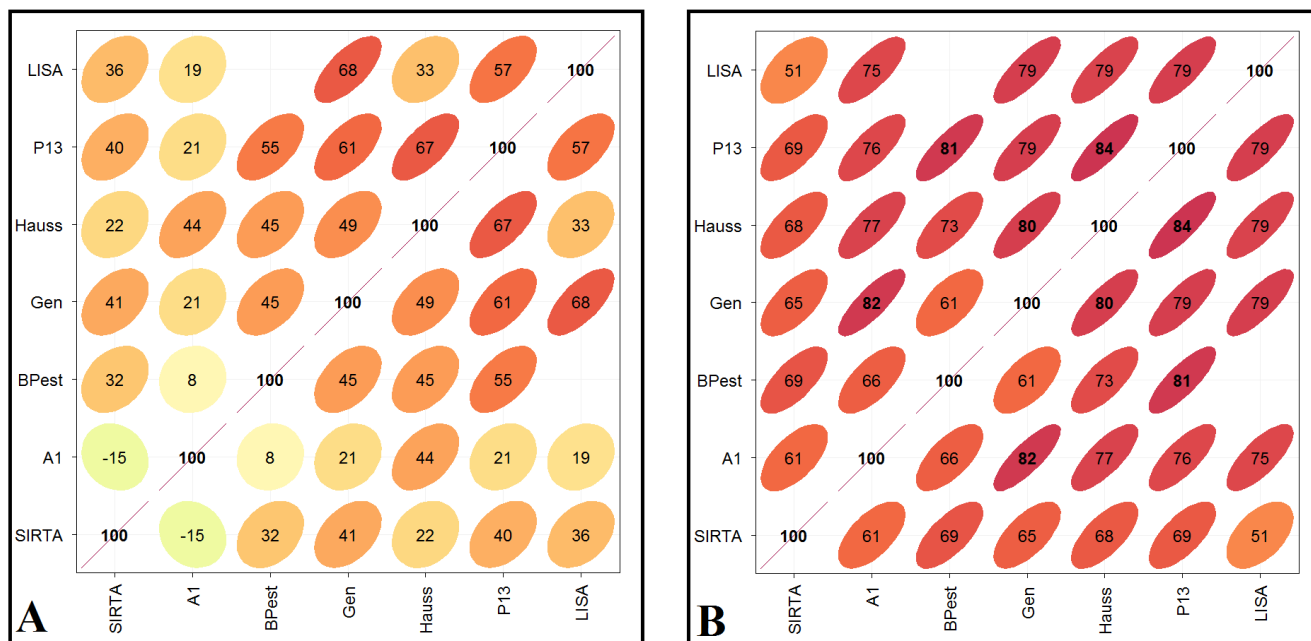 LISA 36 19 68 33 57 100
P13 40 21 55 61 67 100 57
Hauss 22 44 45 49 100 67 33
Gen 41 21 45 100 49 61 68
BPest 32 8 100 45 45 55
A1 -15 100 8 21 44 21 19
SIRTA 100 -15 32 41 22 40 36
SIRTA A1 BPest Gen Hauss P13 LISA
A
LISA 51 75 79 79 79 100
P13 69 76 81 79 84 100 79
Hauss 68 77 73 80 100 84 79
Gen 65 82 61 100 80 79 79
BPest 69 66 100 61 73 81
A1 61 100 66 82 77 76 75
SIRTA 100 61 69 65 68 69 51
SIRTA A1 BPest Gen Hauss P13 LISA
B